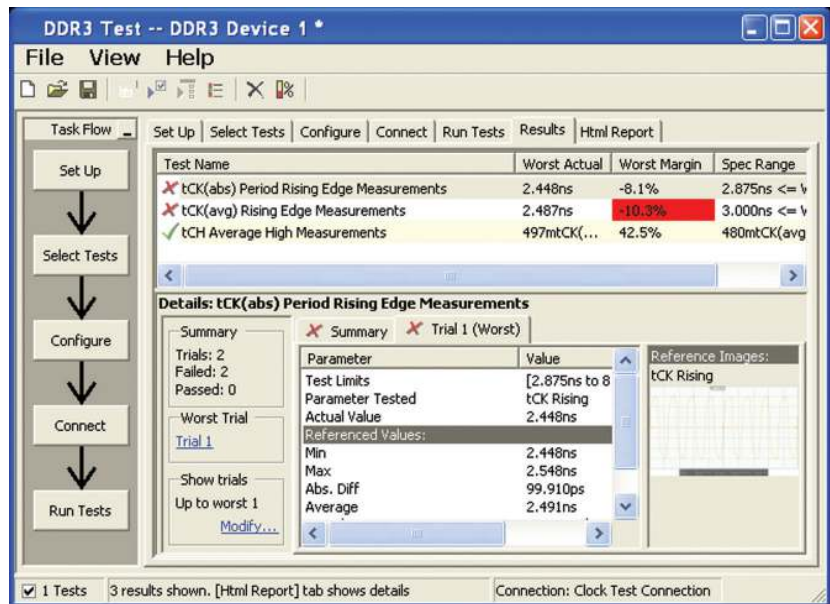 DDR3 Test -- DDR3 Device 1 *
File View Help
Task Flow
Set Up
Select Tests
Configure
Connect
Run Tests
Set Up Select Tests Configure Connect Run Tests Results Html Report
Test Name Worst Actual Worst Margin Spec Range
tCK(abs) Period Rising Edge Measurements 2.448ns -8.1% 2.875ns <=
tCK(avg) Rising Edge Measurements 2.487ns -10.3% 3.000ns <=
tCH Average High Measurements 497mtCK(... 42.5% 480mtCK(avg
Details: tCK(abs) Period Rising Edge Measurements
Summary
Trials: 2
Failed: 2
Passed: 0
Worst Trial
Trial 1
Show trials
Up to worst 1
Modify...
Summary Trial 1 (Worst)
Parameter Value
Test Limits [2.875ns to 8
Parameter Tested tCK Rising
Actual Value 2.448ns
Referenced Values:
Min 2.448ns
Max 2.548ns
Abs. Diff 99.910ps
Average 2.491ns
Reference Images:
tCK Rising
1 Tests 3 results shown. [Html Report] tab shows details Connection: Clock Test Connection